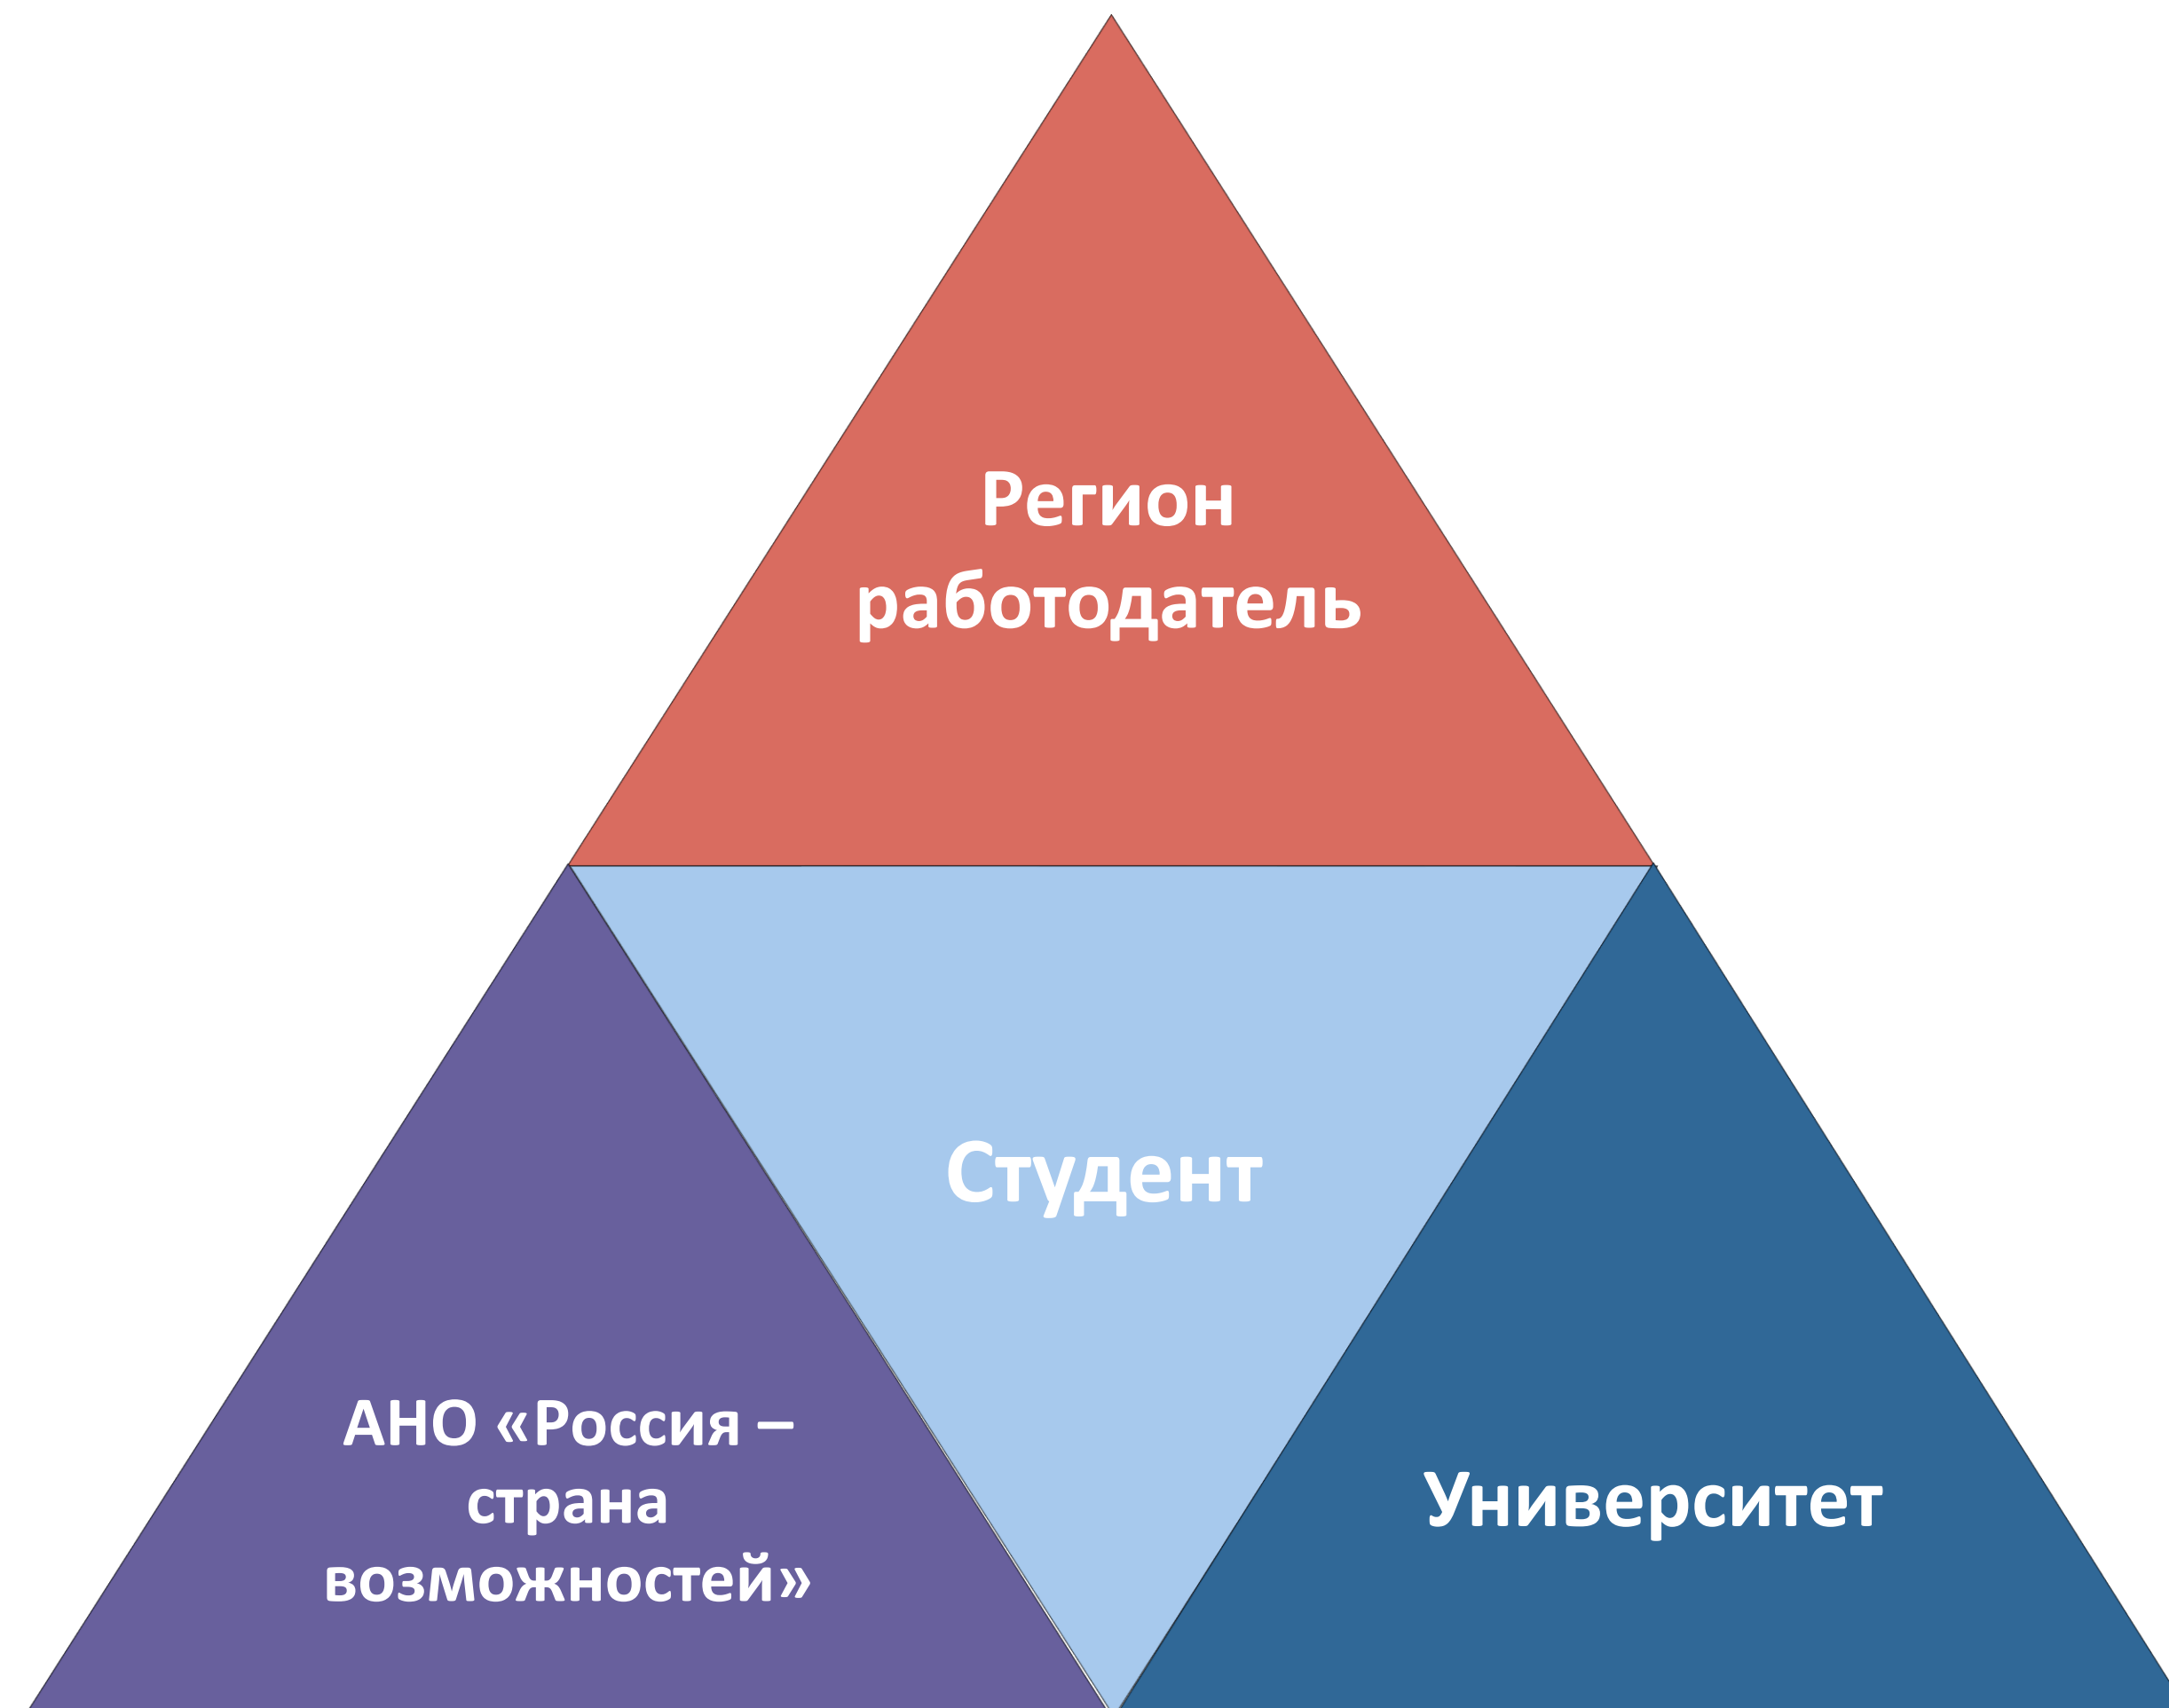 Регион
работодатель
Студент
АНО «Россия –
страна
возможностей»
Университет